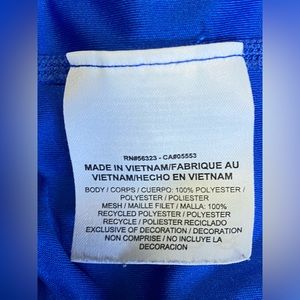 RN#56323 - CA#05553
MADE IN VIETNAM/FABRIQUE AU
VIETNAM/HECHO EN VIETNAM
BODY / CORPS / CUERPO: 100% POLYESTER /
POLYESTER / POLIESTER
MESH / MAILLE FILET / MALLA: 100%
RECYCLED POLYESTER / POLYESTER
RECYCLE / POLIESTER RECICLADO
EXCLUSIVE OF DECORATION / DECORATION
NON COMPRISE / NO INCLUYE LA
DECORACION